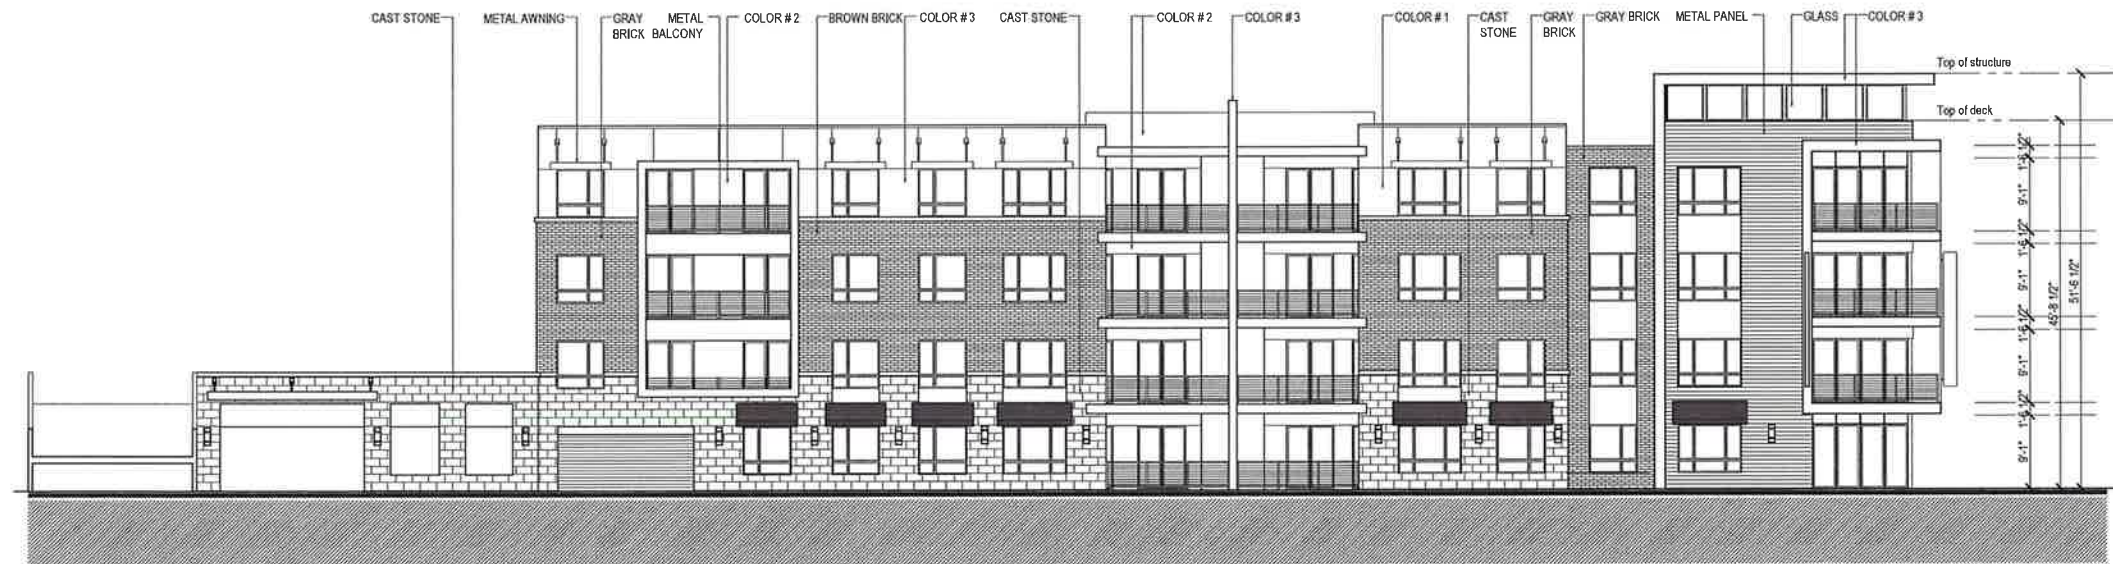 CAST STONE
METAL AWNING
GRAY
BRICK
METAL
BALCONY
COLOR # 2
BROWN BRICK
COLOR # 3
CAST STONE
COLOR # 2
COLOR # 3
COLOR # 1
CAST
STONE
GRAY
BRICK
GRAY BRICK
METAL PANEL
GLASS
COLOR # 3
Top of structure
Top of deck
1'-6 1/2"
9'-1"
1'-6 1/2"
9'-1"
1'-6 1/2"
9'-1"
1'-6 1/2"
9'-1"
45'-8 1/2"
51'-6 1/2"